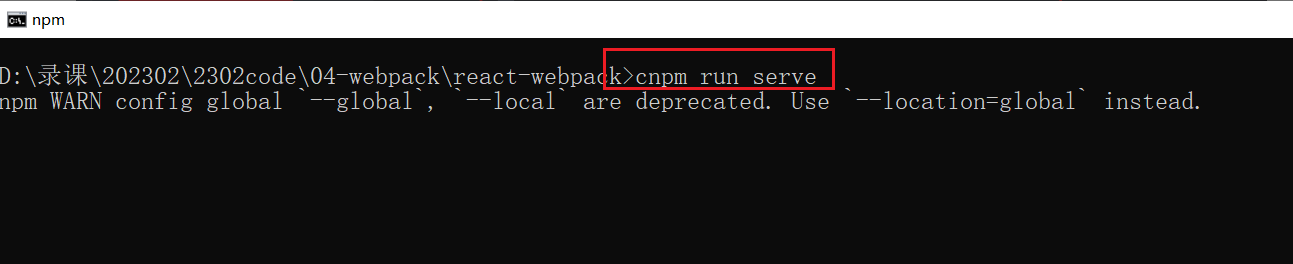 npm
D:\录课\202302\2302code\04-webpack\react-webpack>cnpm run serve
npm WARN config global `--global`, `--local` are deprecated. Use `--location=global` instead.